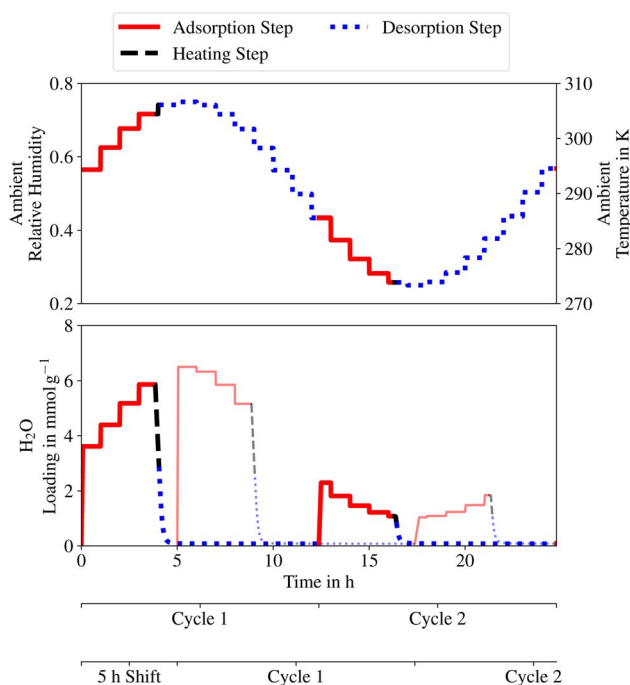 Adsorption Step
Desorption Step
Heating Step
0.8
0.6
0.4
0.2
Ambient
Relative Humidity
310
300
290
280
270
Ambient
Temperature in K
8
6
4
2
0
H₂O
Loading in mmol g⁻¹
0
5
10
15
20
Time in h
Cycle 1
Cycle 2
5 h Shift
Cycle 1
Cycle 2